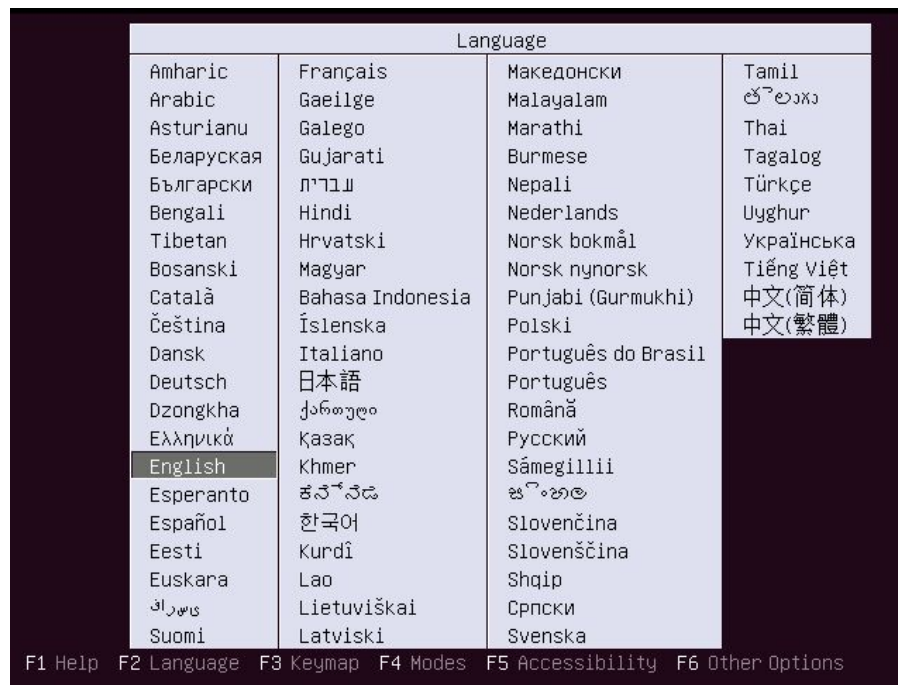 Language
Amharic
Arabic
Asturianu
Беларуская
Български
Bengali
Tibetan
Bosanski
Català
Čeština
Dansk
Deutsch
Dzongkha
Ελληνικά
English
Esperanto
Español
Eesti
Euskara
فارسی
Suomi
Français
Gaeilge
Galego
Gujarati
עברית
Hindi
Hrvatski
Magyar
Bahasa Indonesia
Íslenska
Italiano
日本語
ქართული
Қазақ
Khmer
ಕನ್ನಡ
한국어
Kurdî
Lao
Lietuviškai
Latviski
Македонски
Malayalam
Marathi
Burmese
Nepali
Nederlands
Norsk bokmål
Norsk nynorsk
Punjabi (Gurmukhi)
Polski
Português do Brasil
Português
Română
Русский
Sámegillii
සිංහල
Slovenčina
Slovenščina
Shqip
Српски
Svenska
Tamil
తెలుగు
Thai
Tagalog
Türkçe
Uyghur
Українська
Tiếng Việt
中文(简体)
中文(繁體)
F1 Help F2 Language F3 Keymap F4 Modes F5 Accessibility F6 Other Options